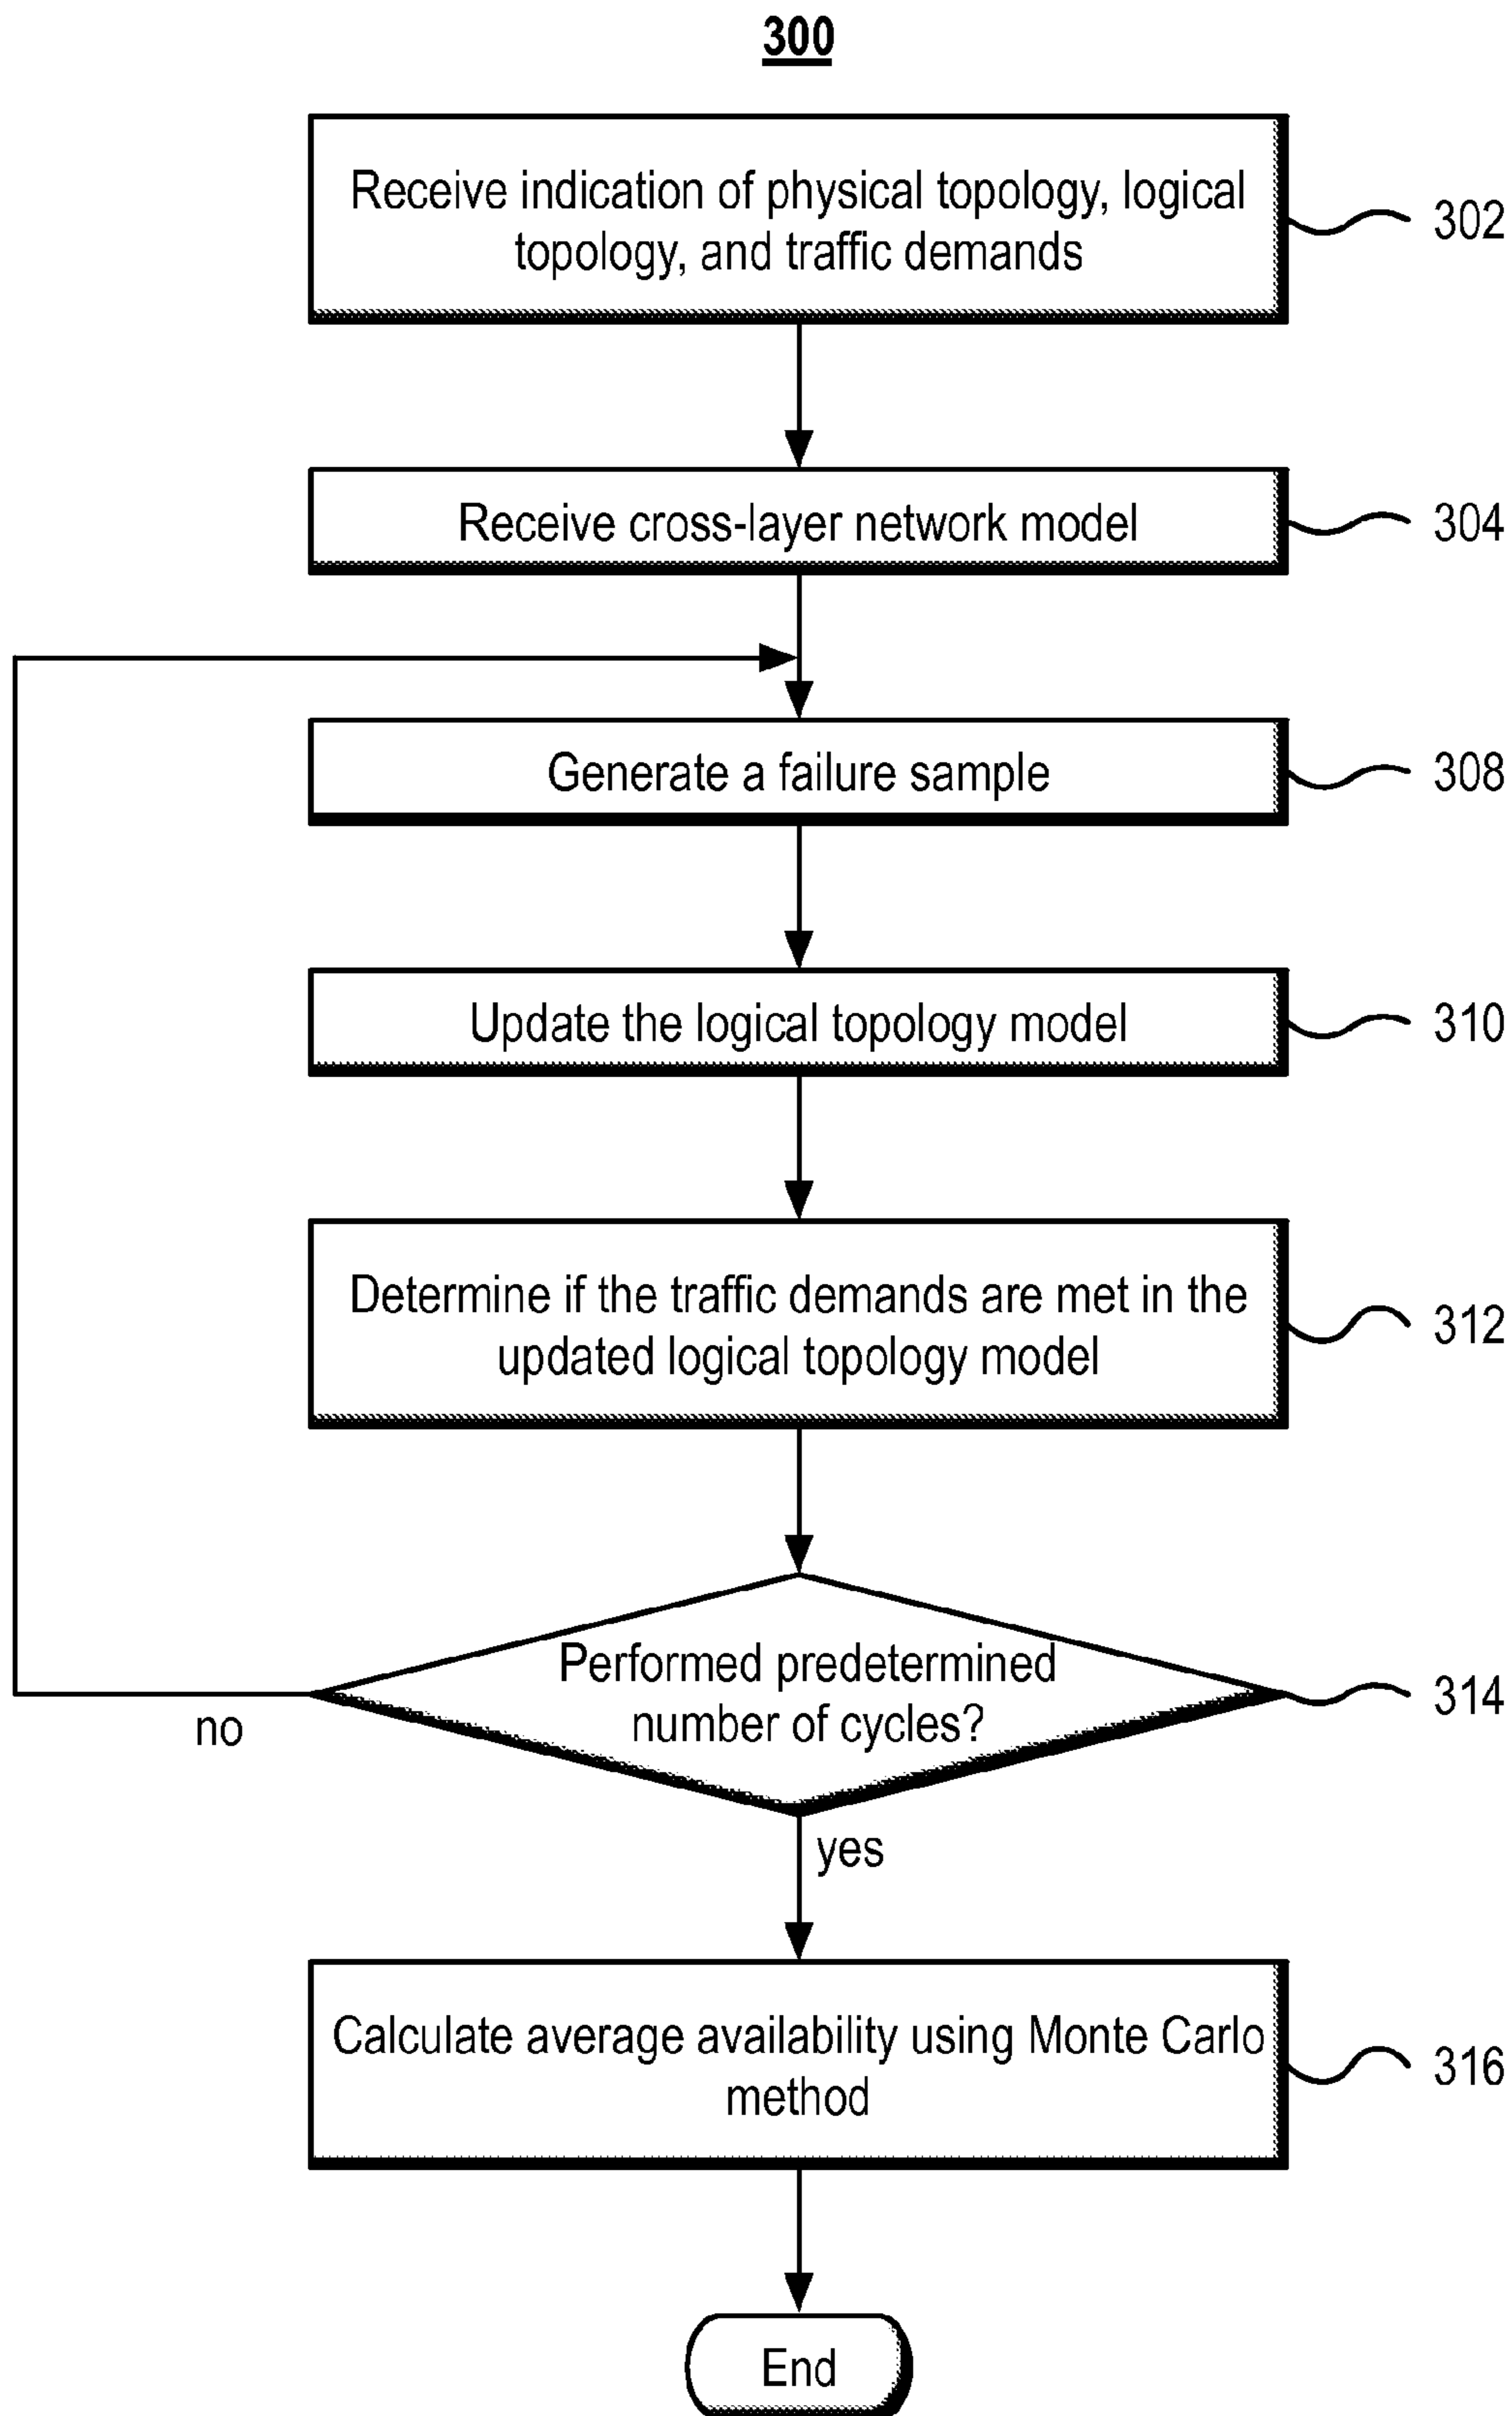 300
Receive indication of physical topology, logical
topology, and traffic demands
302
Receive cross-layer network model
304
Generate a failure sample
308
Update the logical topology model
310
Determine if the traffic demands are met in the
updated logical topology model
312
Performed predetermined
number of cycles?
314
no
yes
Calculate average availability using Monte Carlo
method
316
End